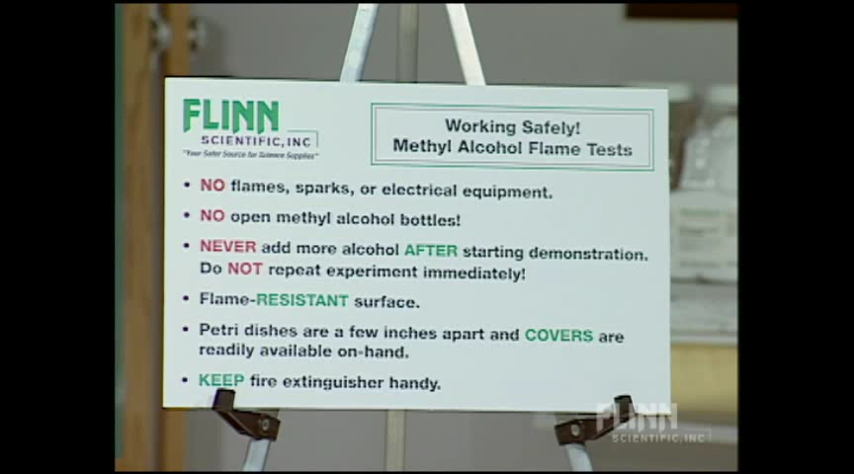 FLINN
SCIENTIFIC, INC
"Your Safer Source for Science Supplies"
Working Safely!
Methyl Alcohol Flame Tests
• NO flames, sparks, or electrical equipment.
• NO open methyl alcohol bottles!
• NEVER add more alcohol AFTER starting demonstration.
Do NOT repeat experiment immediately!
• Flame-RESISTANT surface.
• Petri dishes are a few inches apart and COVERS are
readily available on-hand.
• KEEP fire extinguisher handy.
FLINN
SCIENTIFIC, INC